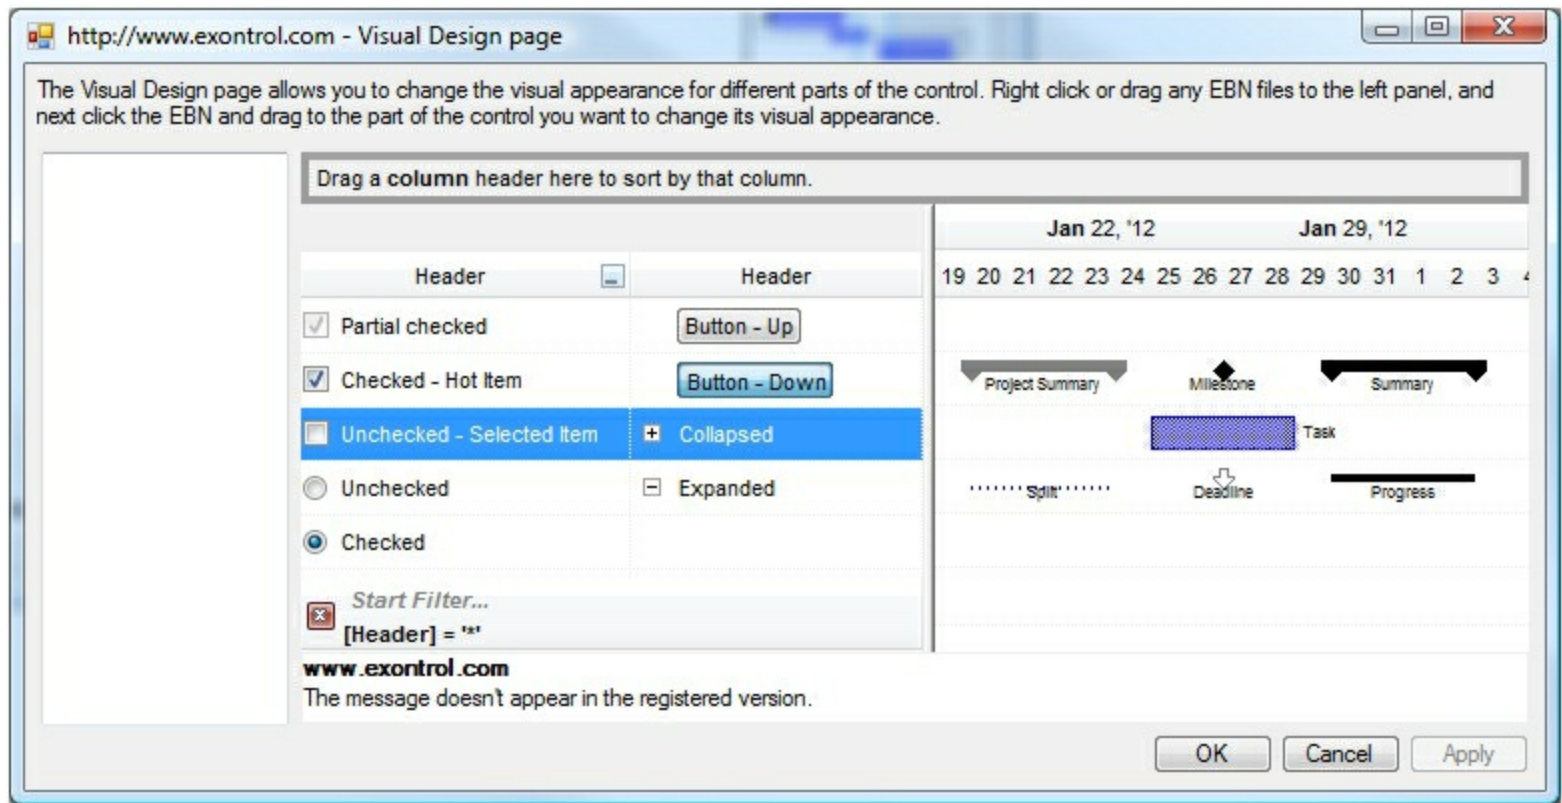 http://www.exontrol.com - Visual Design page
The Visual Design page allows you to change the visual appearance for different parts of the control. Right click or drag any EBN files to the left panel, and
next click the EBN and drag to the part of the control you want to change its visual appearance.
Drag a column header here to sort by that column.
Jan 22, '12 Jan 29, '12
Header Header 19 20 21 22 23 24 25 26 27 28 29 30 31 1 2 3 4
Partial checked Button - Up
Checked - Hot Item Button - Down Project Summary Milestone Summary
Unchecked - Selected Item Collapsed Task
Unchecked Expanded Split Deadline Progress
Checked
Start Filter...
[Header] = '*'
www.exontrol.com
The message doesn't appear in the registered version.
OK Cancel Apply